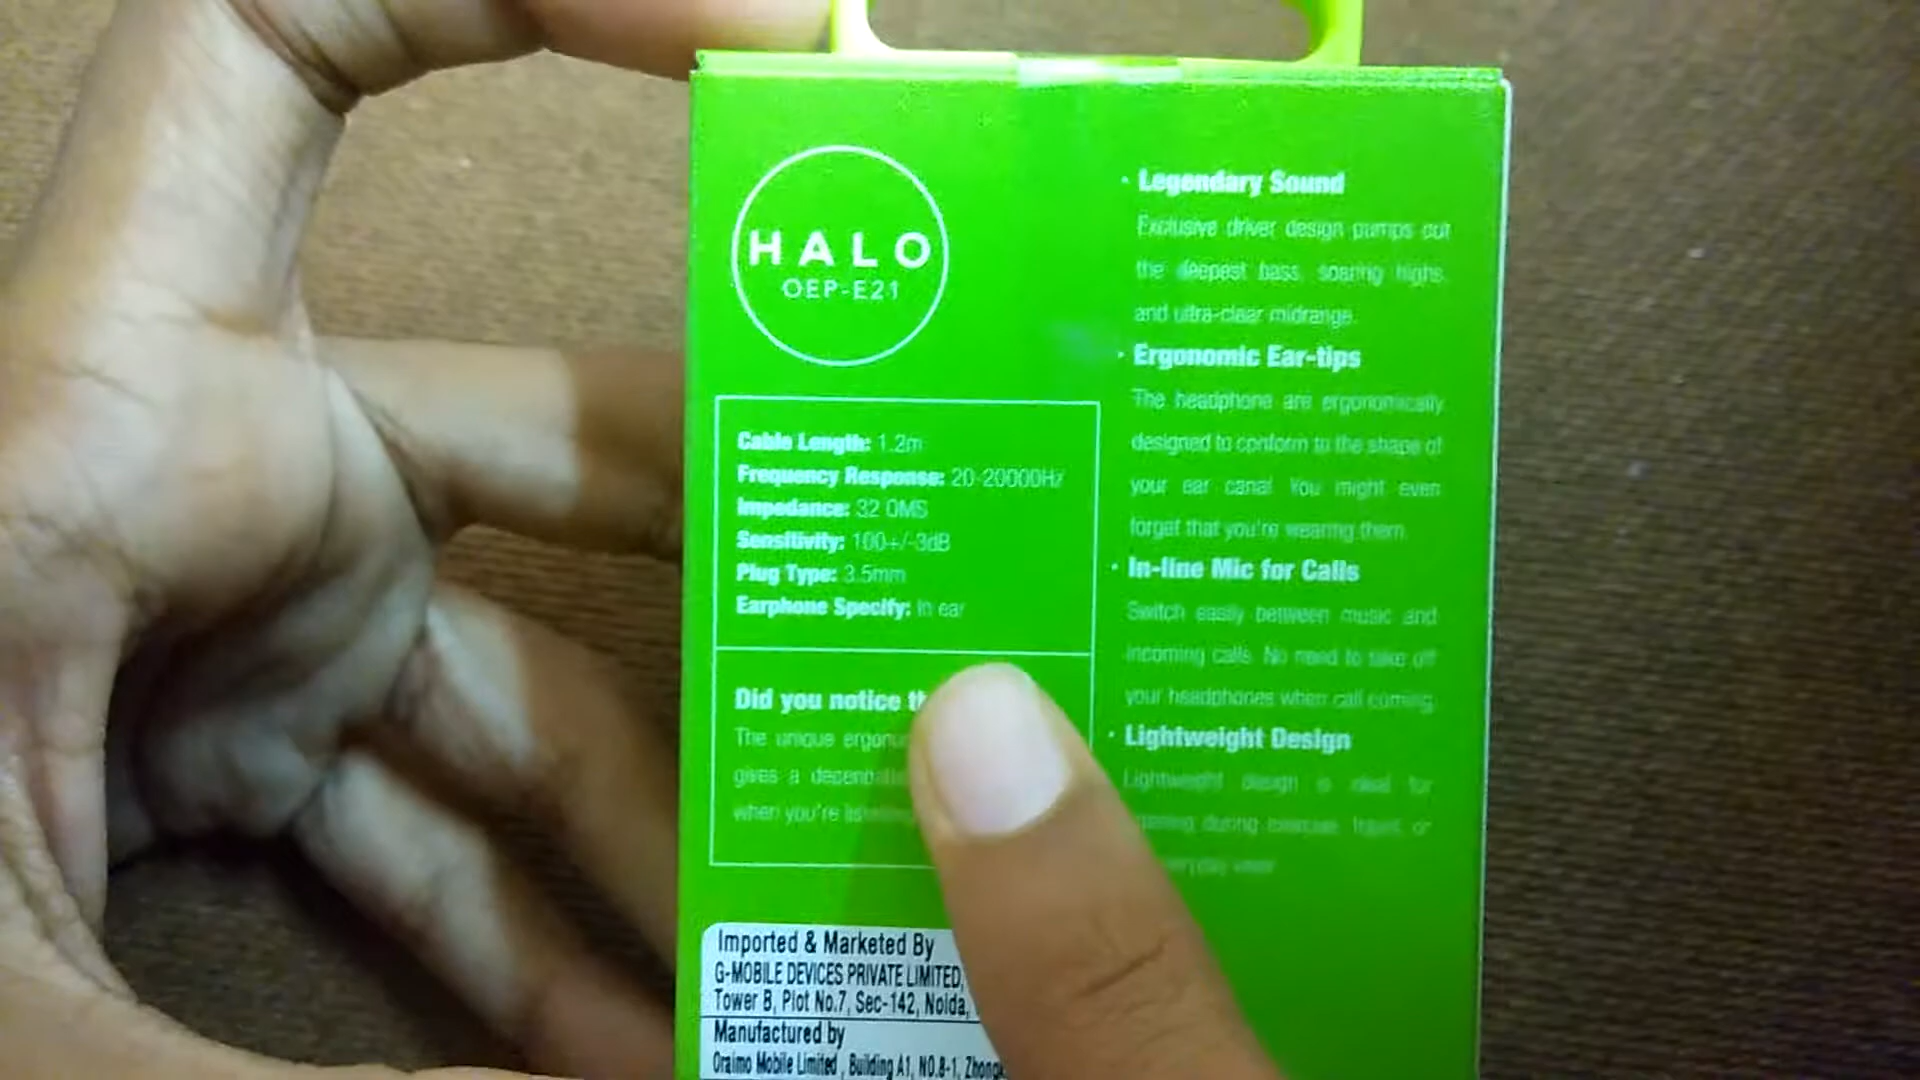 HALO
OEP-E21
Cable Length: 1.2m
Frequency Response: 20-20000Hz
Impedance: 32 OMS
Sensitivity: 100+/-3dB
Plug Type: 3.5mm
Earphone Specify: In ear
Did you notice
The unique
gives a
when you're
Imported & Marketed By
G-MOBILE DEVICES PRIVATE LIMITED,
Tower B, Plot No.7, Sec-142, Noida,
Manufactured by
Oraimo Mobile Limited , Building A1, NO.8-1,
· Legendary Sound
Exclusive driver design pumps out
the deepest bass, soaring highs,
and ultra-clear midrange.
· Ergonomic Ear-tips
The headphone are ergonomically
designed to conform to the shape of
your ear canal. You might even
forget that you're wearing them.
· In-line Mic for Calls
Switch easily between music and
incoming calls. No need to take off
your headphones when call coming.
· Lightweight Design
Lightweight design is ideal for
during exercise, travel, or
wear